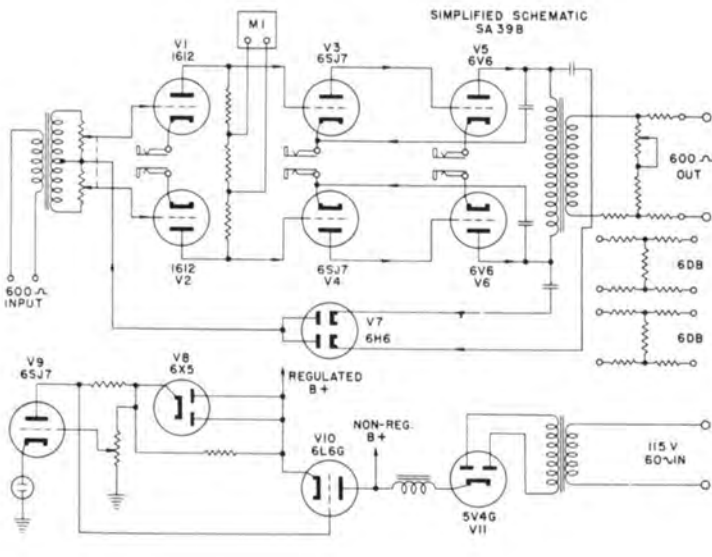 SIMPLIFIED SCHEMATIC
SA 39B
M1
V1
1612
V3
6SJ7
V5
6V6
600 Ω
OUT
600 Ω
INPUT
1612
V2
6SJ7
V4
6V6
V6
6DB
6DB
V7
6H6
V9
6SJ7
V8
6X5
REGULATED
B+
V10
6L6G
NON-REG.
B+
5V4G
V11
115 V
60∿IN